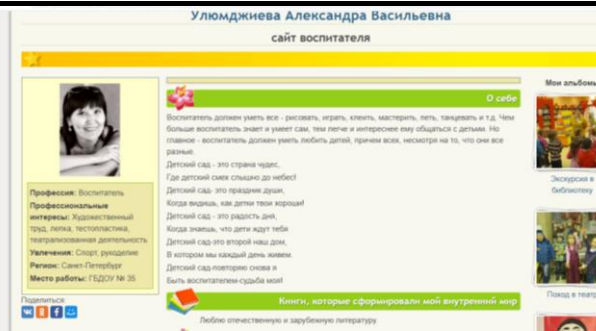 Улюмджиева Александра Васильевна
сайт воспитателя
Профессия: Воспитатель
Профессиональные
интересы: Художественный
труд, лепка, тестопластика,
театрализованная деятельность
Увлечения: Спорт, рукоделие
Регион: Санкт-Петербург
Место работы: ГБДОУ № 35
Поделиться
О себе
Воспитатель должен уметь все - рисовать, играть, клеить, мастерить, петь, танцевать и т.д. Чем
больше воспитатель знает и умеет сам, тем легче и интереснее ему общаться с детьми. Но
главное - воспитатель должен уметь любить детей, причем всех, несмотря на то, что они все
разные.
Детский сад - это страна чудес,
Где детский смех слышно до небес!
Детский сад- это праздник души,
Когда видишь, как детки твои хороши!
Детский сад - это радость дня,
Когда знаешь, что дети ждут тебя
Детский сад-это второй наш дом,
В котором мы каждый день живем.
Детский сад-повторяю снова я
Быть воспитателем-судьба моя!
Книги, которые сформировали мой внутренний мир
Люблю отечественную и зарубежную литературу.
Мои альбомы
Экскурсия в
библиотеку
Поход в театр